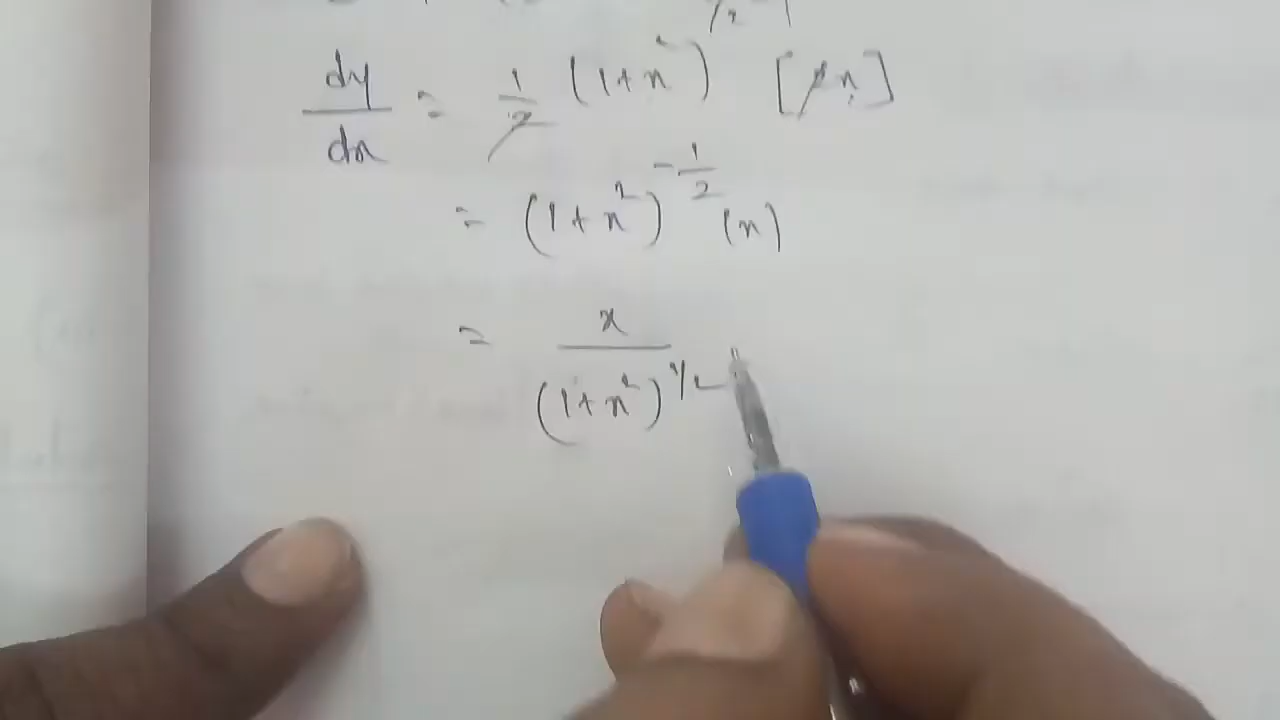 dy/dx = 1/2 (1+x²) [2x]
= (1+x²)^-1/2 (x)
= x/(1+x²)^1/2